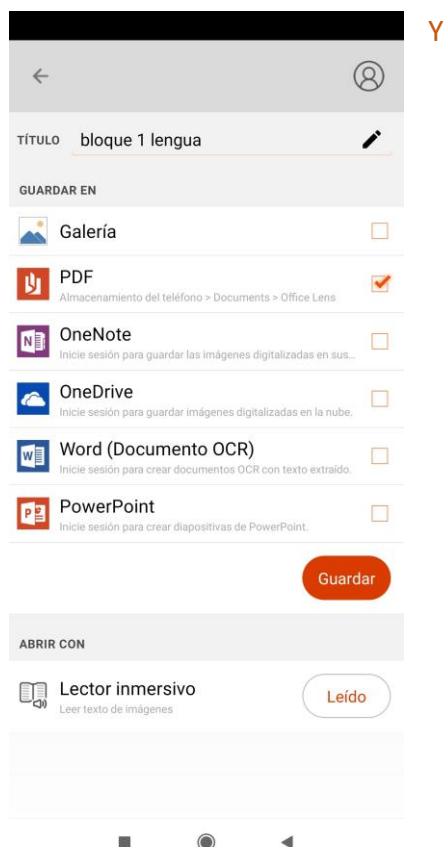 Y
TÍTULO bloque 1 lengua
GUARDAR EN
Galería
PDF
Almacenamiento del teléfono > Documents > Office Lens
OneNote
Inicie sesión para guardar las imágenes digitalizadas en sus...
OneDrive
Inicie sesión para guardar imágenes digitalizadas en la nube.
Word (Documento OCR)
Inicie sesión para crear documentos OCR con texto extraído.
PowerPoint
Inicie sesión para crear diapositivas de PowerPoint.
Guardar
ABRIR CON
Lector inmersivo
Leer texto de imágenes
Leído